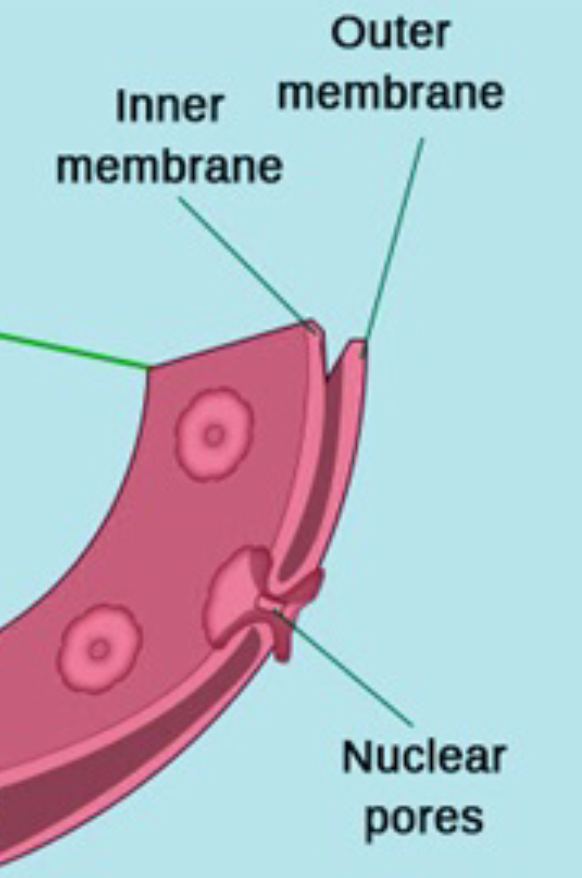 Outer
membrane
Inner
membrane
Nuclear
pores